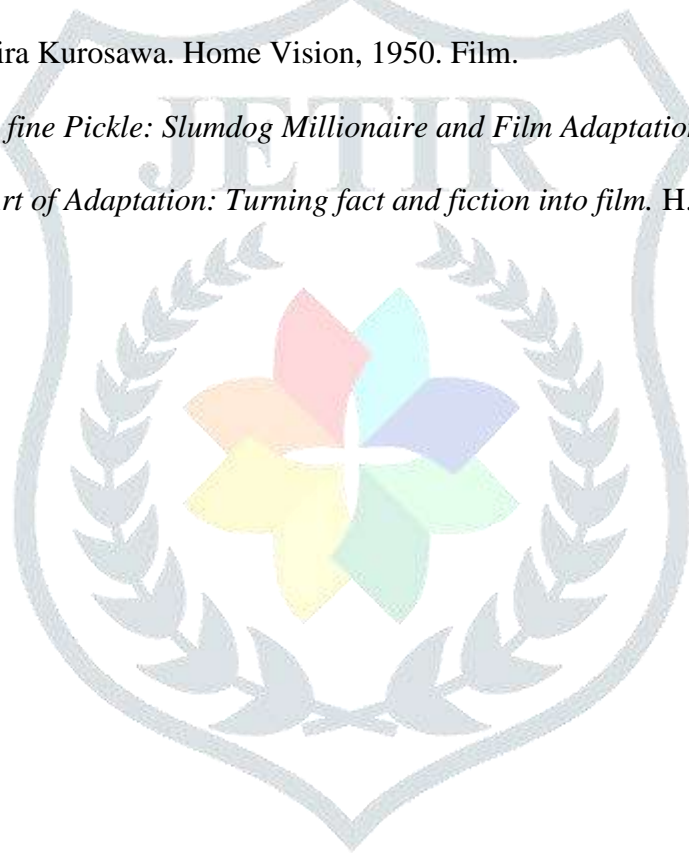 ira Kurosawa. Home Vision, 1950. Film.
fine Pickle: Slumdog Millionaire and Film Adaptation
rt of Adaptation: Turning fact and fiction into film. H.
JETIR